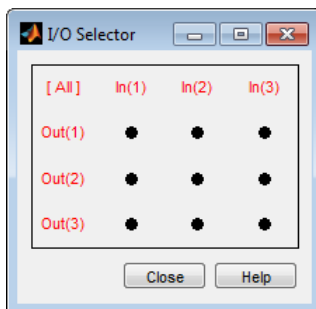 I/O Selector
[ All ] In(1) In(2) In(3)
Out(1)
Out(2)
Out(3)
Close Help